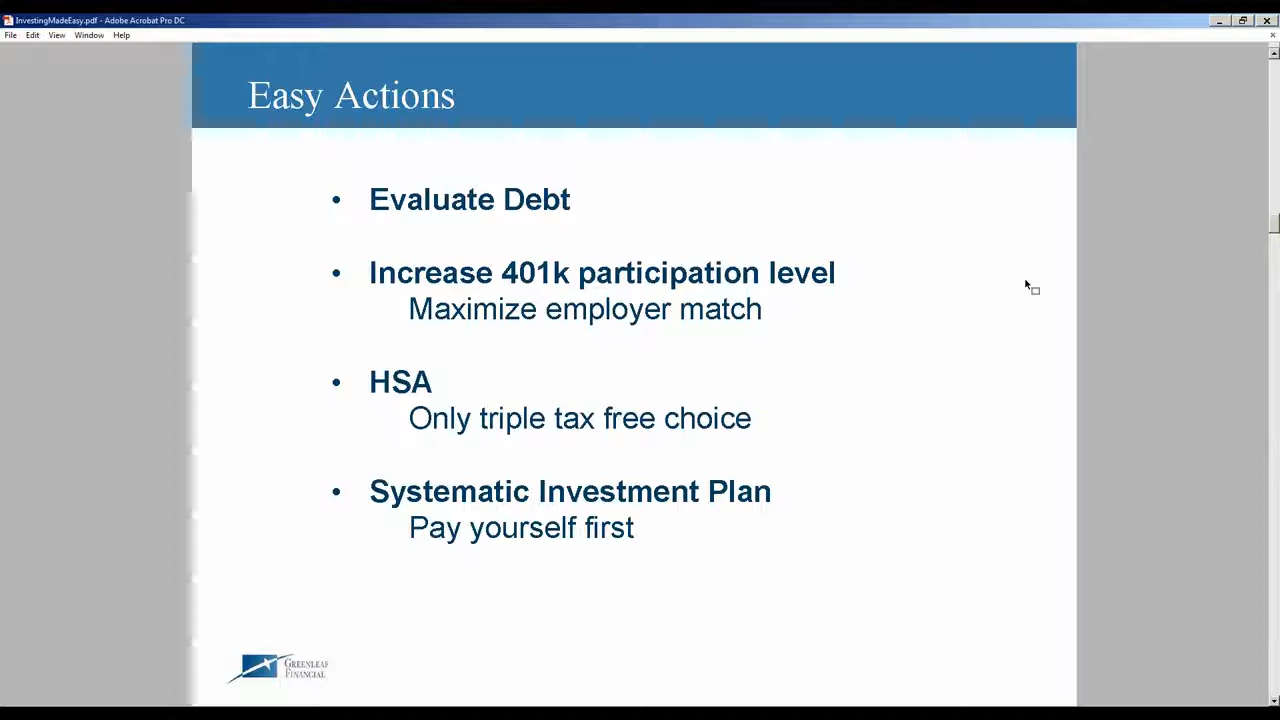 InvestingMadeEasy.pdf - Adobe Acrobat Pro DC
File Edit View Window Help
Easy Actions
• Evaluate Debt
• Increase 401k participation level
Maximize employer match
• HSA
Only triple tax free choice
• Systematic Investment Plan
Pay yourself first
GREENLEAF
FINANCIAL